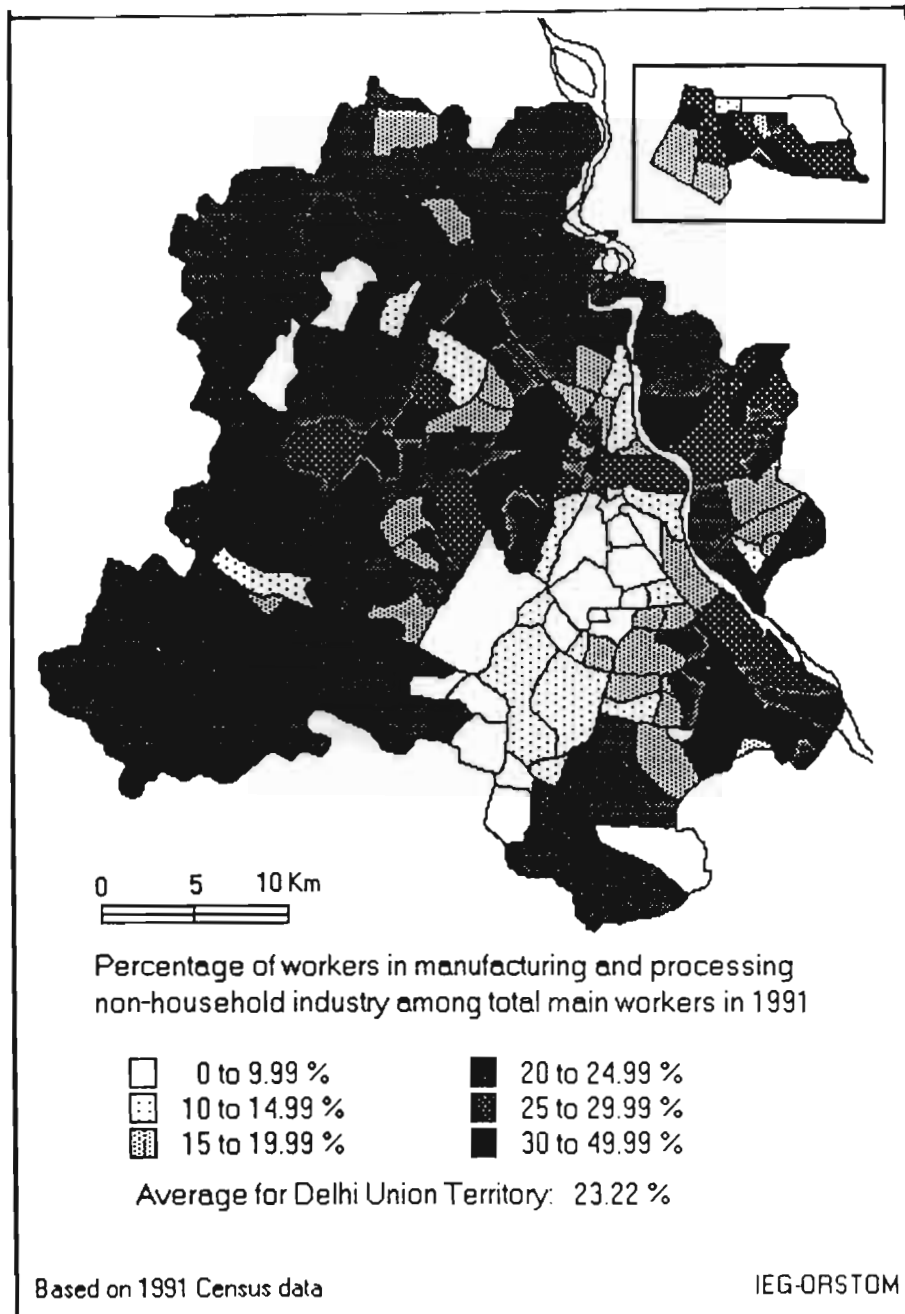 0 5 10 Km
Percentage of workers in manufacturing and processing
non-household industry among total main workers in 1991
0 to 9.99 %
10 to 14.99 %
15 to 19.99 %
20 to 24.99 %
25 to 29.99 %
30 to 49.99 %
Average for Delhi Union Territory: 23.22 %
Based on 1991 Census data
IEG-ORSTOM